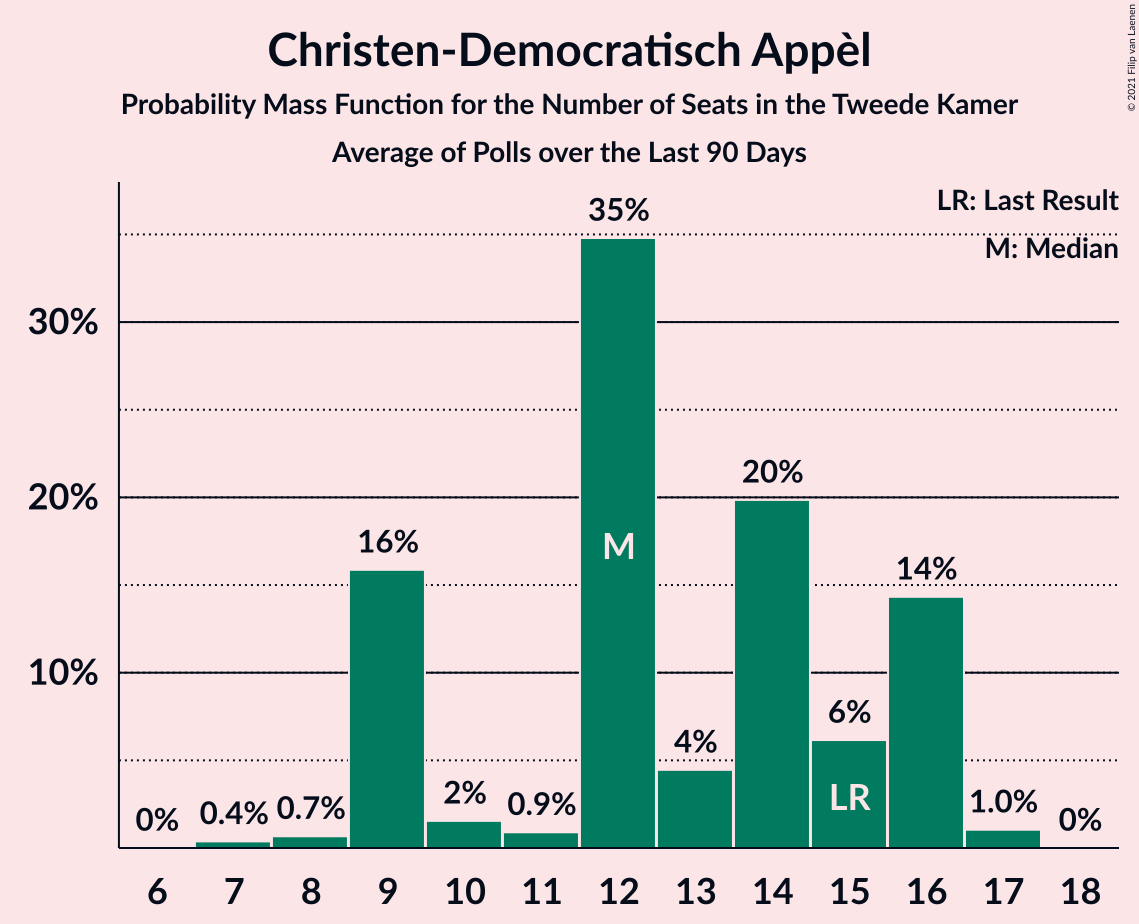 Christen-Democratisch Appèl
Probability Mass Function for the Number of Seats in the Tweede Kamer
Average of Polls over the Last 90 Days
© 2021 Filip van Laenen
LR: Last Result
M: Median
35%
30%
20%
20%
16%
14%
M
10%
6%
4%
LR
2%
1.0%
0.9%
0.7%
0.4%
0%
0%
6 7 8 9 10 11 12 13 14 15 16 17 18